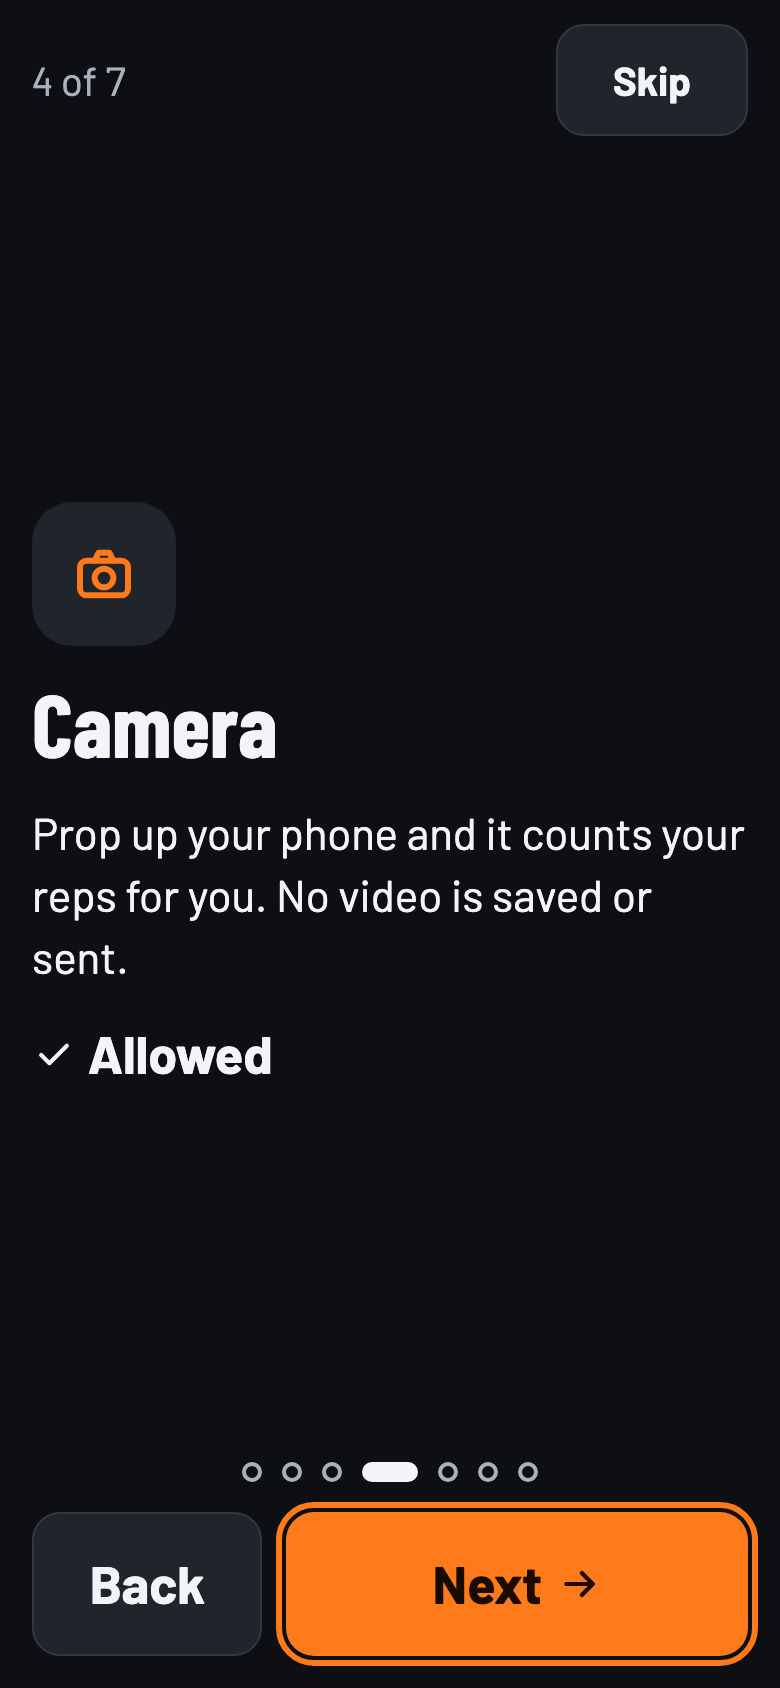 4 of 7
Skip
Camera
Prop up your phone and it counts your
reps for you. No video is saved or
sent.
Allowed
Back
Next